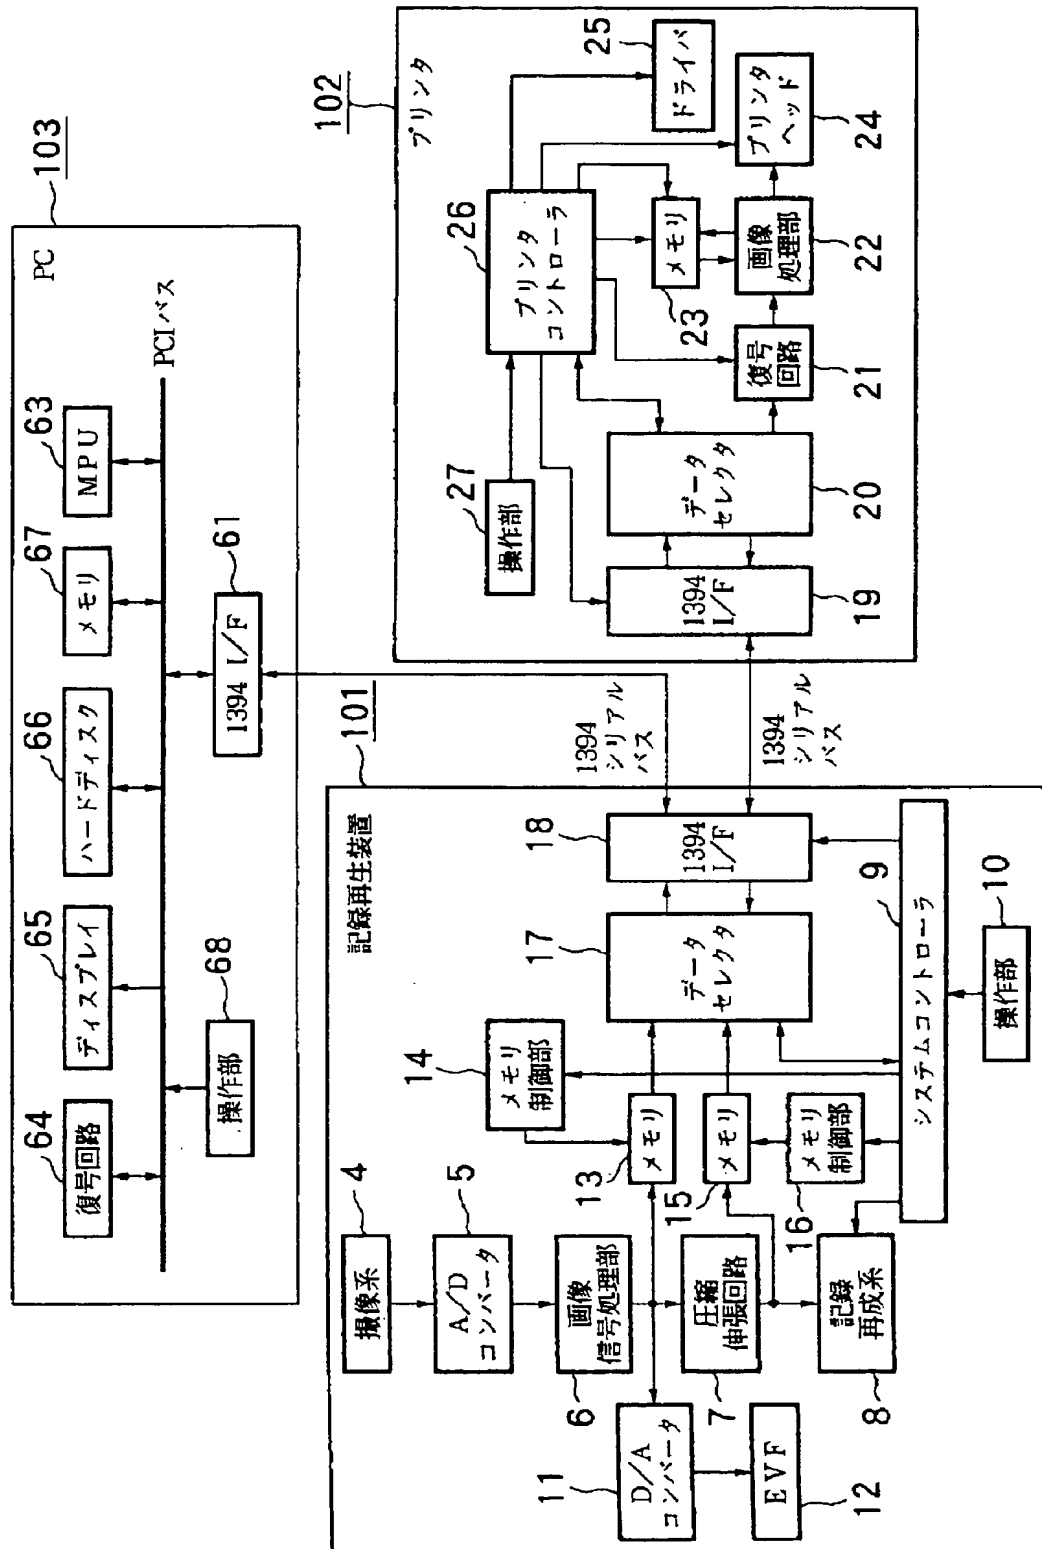 103
PC
64
復号回路
65
ディスプレイ
66
ハードディスク
67
メモリ
63
MPU
PCIバス
68
操作部
61
1394 I/F
101
記録再生装置
4
撮像系
5
A/D
コンバータ
6
画像
信号処理部
7
圧縮
伸張回路
8
記録
再成系
11
D/A
コンバータ
12
EVF
13
メモリ
14
メモリ
制御部
15
メモリ
16
メモリ
制御部
17
データ
セレクタ
18
1394
I/F
9
システムコントローラ
10
操作部
1394
シリアル
バス
1394
シリアル
バス
102
プリンタ
19
1394
I/F
20
データ
セレクタ
27
操作部
26
プリンタ
コントローラ
21
復号
回路
22
画像
処理部
23
メモリ
24
プリンタ
ヘッド
25
ドライバ